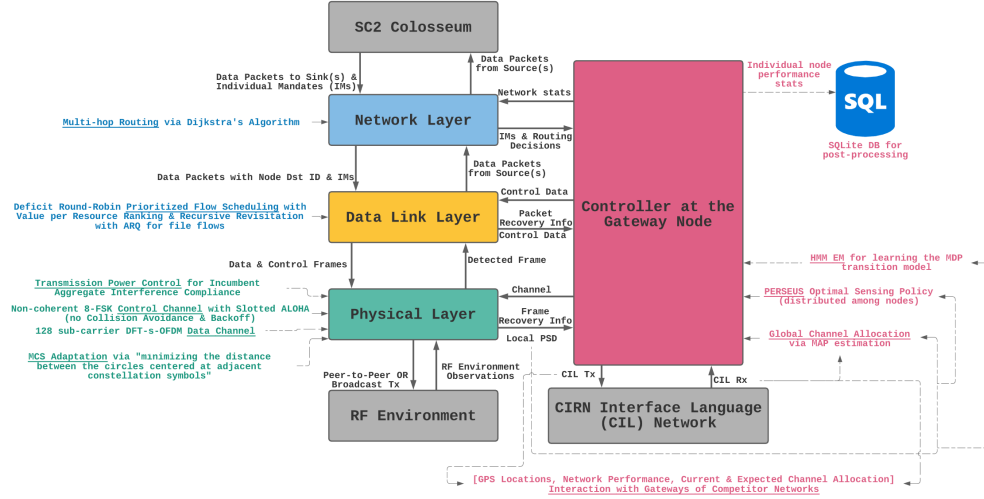 SC2 Colosseum
Data Packets to Sink(s) &
Individual Mandates (IMs)
Data Packets
from Source(s)
Network stats
Individual node
performance
stats
SQL
SQLite DB for
post-processing
Multi-hop Routing via Dijkstra's Algorithm
Network Layer
IMs & Routing
Decisions
Data Packets with Node Dst ID & IMs
Data Packets
from Source(s)
Control Data
Deficit Round-Robin Prioritized Flow Scheduling with
Value per Resource Ranking & Recursive Revisitation
with ARQ for file flows
Data Link Layer
Packet
Recovery Info
Control Data
Controller at the
Gateway Node
Data & Control Frames
Detected Frame
HMM EM for learning the MDP
transition model
Transmission Power Control for Incumbent
Aggregate Interference Compliance
Channel
PERSEUS Optimal Sensing Policy
(distributed among nodes)
Non-coherent 8-FSK Control Channel with Slotted ALOHA
(no Collision Avoidance & Backoff)
Physical Layer
Frame
Recovery Info
128 sub-carrier DFT-s-OFDM Data Channel
Local PSD
Global Channel Allocation
via MAP estimation
MCS Adaptation via "minimizing the distance
between the circles centered at adjacent
constellation symbols"
Peer-to-Peer OR
Broadcast Tx
RF Environment
Observations
CIL Tx
CIL Rx
RF Environment
CIRN Interface Language
(CIL) Network
[GPS Locations, Network Performance, Current & Expected Channel Allocation]
Interaction with Gateways of Competitor Networks